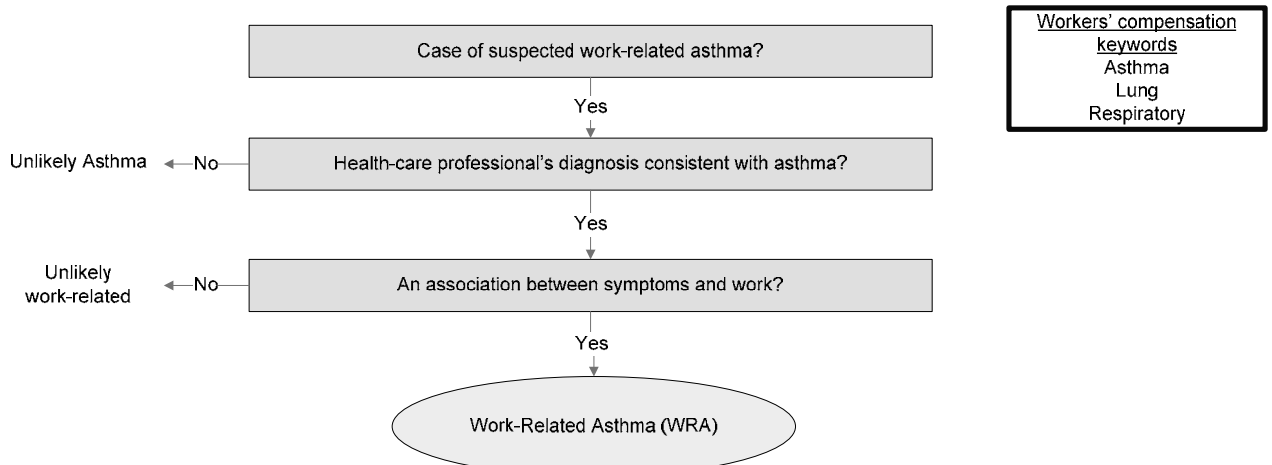 Case of suspected work-related asthma?
Workers' compensation
keywords
Asthma
Lung
Respiratory
Yes
Unlikely Asthma
No
Health-care professional's diagnosis consistent with asthma?
Yes
Unlikely
work-related
No
An association between symptoms and work?
Yes
Work-Related Asthma (WRA)